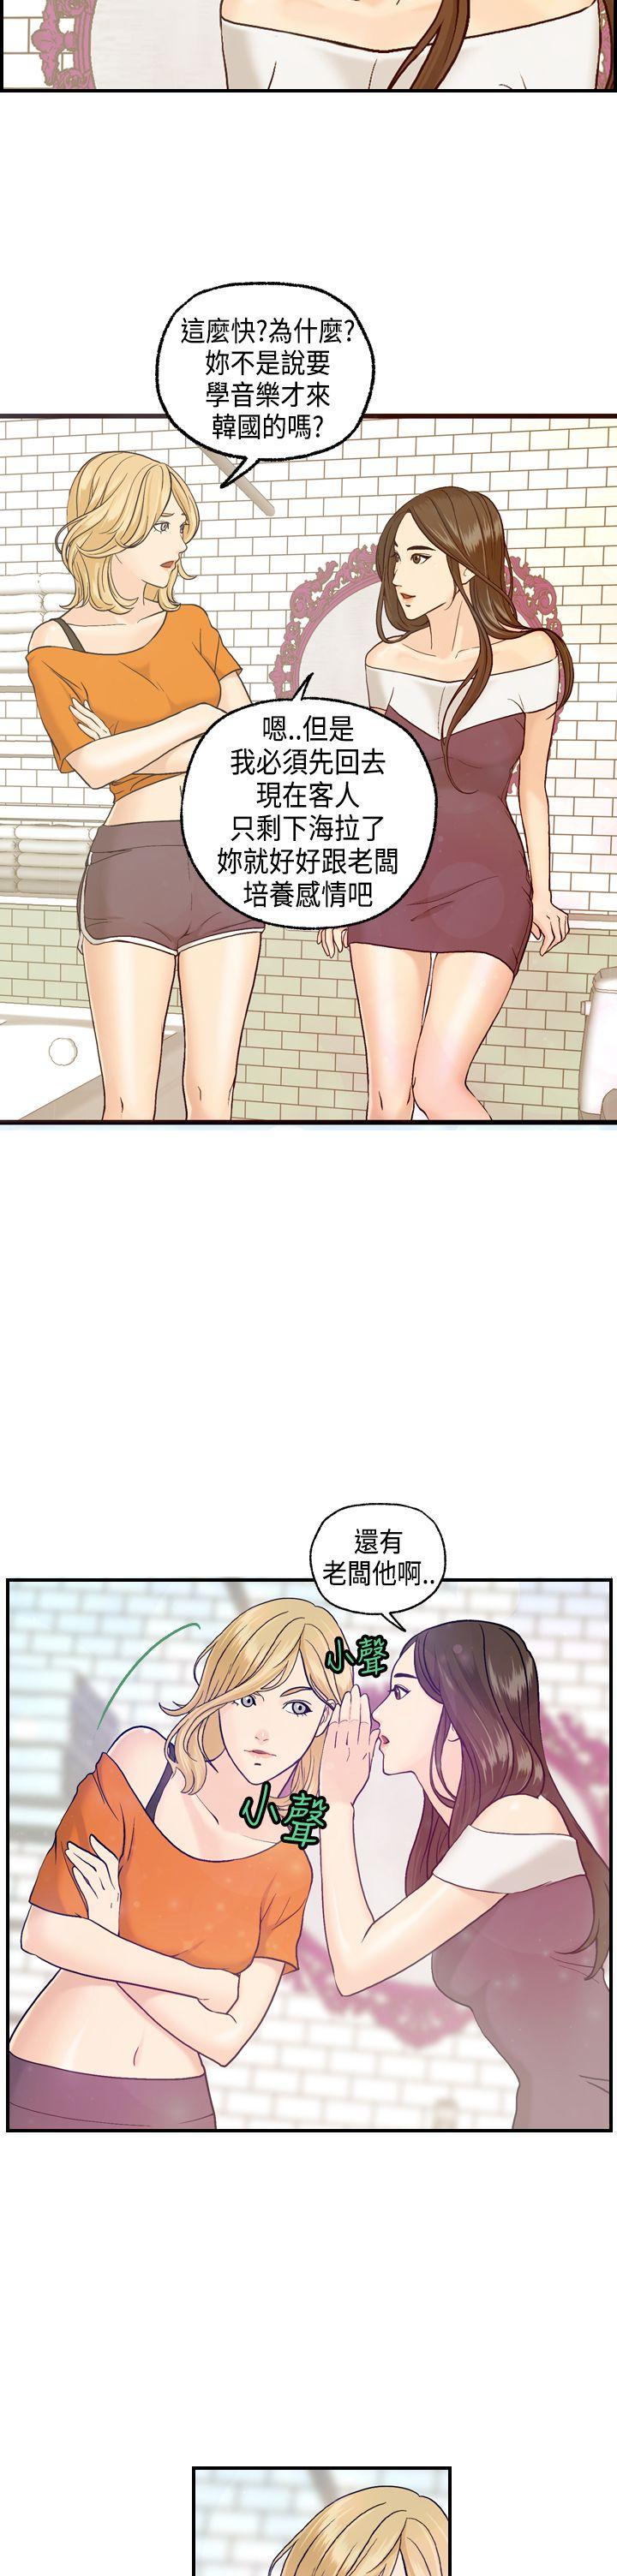 這麼快?為什麼?
妳不是說要
學音樂才來
韓國的嗎?
嗯..但是
我必須先回去
現在客人
只剩下海拉了
妳就好好跟老闆
培養感情吧
還有
老闆他啊..
小聲
小聲